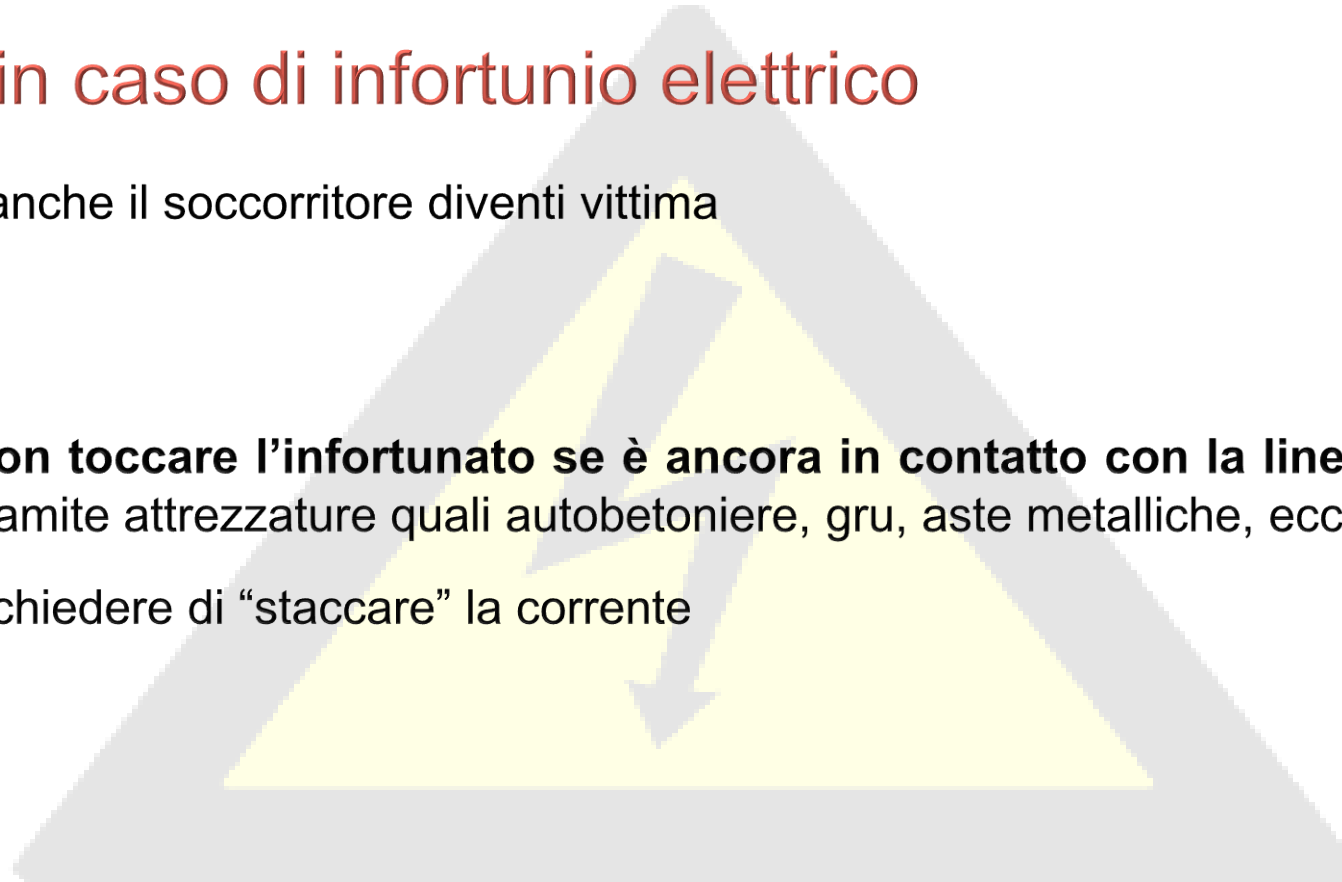 in caso di infortunio elettrico
anche il soccorritore diventi vittima
on toccare l’infortunato se è ancora in contatto con la line
amite attrezzature quali autobetoniere, gru, aste metalliche, ecc
chiedere di “staccare” la corrente